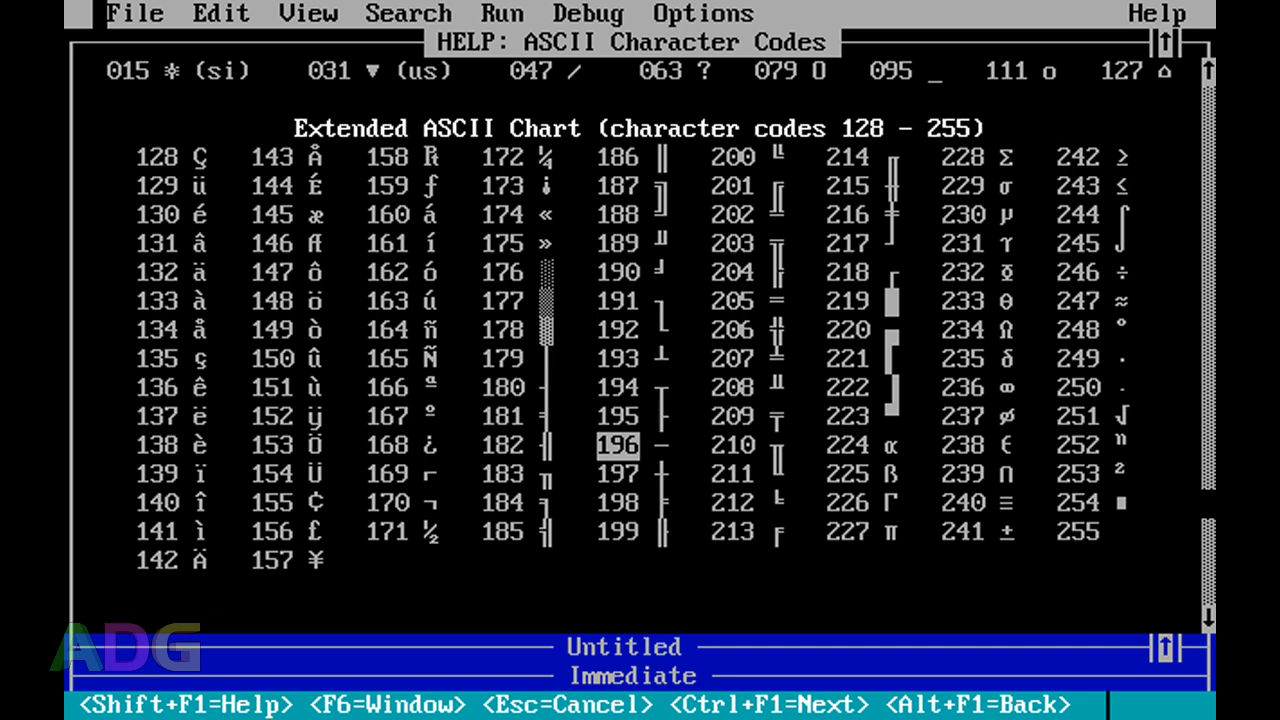 File Edit View Search Run Debug Options Help
HELP: ASCII Character Codes ↑
015 ☼ (si) 031 ▼ (us) 047 / 063 ? 079 O 095 _ 111 o 127 ⌂
Extended ASCII Chart (character codes 128 - 255)
128 Ç 143 Å 158 ₧ 172 ¼ 186 ║ 200 ╚ 214 ╓ 228 Σ 242 ≥
129 ü 144 É 159 ƒ 173 ¡ 187 ╗ 201 ╔ 215 ╫ 229 σ 243 ≤
130 é 145 æ 160 á 174 « 188 ╝ 202 ╩ 216 ╪ 230 µ 244 ⌠
131 â 146 Æ 161 í 175 » 189 ╜ 203 ╦ 217 ┘ 231 τ 245 ⌡
132 ä 147 ô 162 ó 176 ░ 190 ╛ 204 ╠ 218 ┌ 232 Φ 246 ÷
133 à 148 ö 163 ú 177 ▒ 191 ┐ 205 ═ 219 █ 233 Θ 247 ≈
134 å 149 ò 164 ñ 178 ▓ 192 └ 206 ╬ 220 ▄ 234 Ω 248 °
135 ç 150 û 165 Ñ 179 │ 193 ┴ 207 ╧ 221 ▌ 235 δ 249 ∙
136 ê 151 ù 166 ª 180 ┤ 194 ┬ 208 ╨ 222 ▐ 236 ∞ 250 ·
137 ë 152 ÿ 167 º 181 ╡ 195 ├ 209 ╤ 223 ▀ 237 φ 251 √
138 è 153 Ö 168 ¿ 182 ╢ 196 ─ 210 ╥ 224 α 238 ε 252 ⁿ
139 ï 154 Ü 169 ⌐ 183 ╖ 197 ┼ 211 ╙ 225 ß 239 ∩ 253 ²
140 î 155 ¢ 170 ¬ 184 ╕ 198 ╞ 212 ╘ 226 Γ 240 ≡ 254 ■
141 ì 156 £ 171 ½ 185 ╣ 199 ╟ 213 ╒ 227 π 241 ± 255
142 Ä 157 ¥
ADG
Untitled ↑
Immediate
<Shift+F1=Help> <F6=Window> <Esc=Cancel> <Ctrl+F1=Next> <Alt+F1=Back>